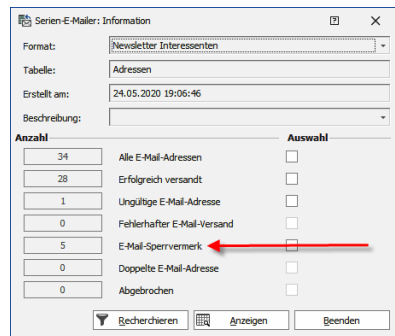 Serien-E-Mailer: Information
Format: Newsletter Interessenten
Tabelle: Adressen
Erstellt am: 24.05.2020 19:06:46
Beschreibung:
Anzahl Auswahl
34 Alle E-Mail-Adressen
28 Erfolgreich versandt
1 Ungültige E-Mail-Adresse
0 Fehlerhafter E-Mail-Versand
5 E-Mail-Sperrvermerk
0 Doppelte E-Mail-Adresse
0 Abgebrochen
Recherchieren Anzeigen Beenden